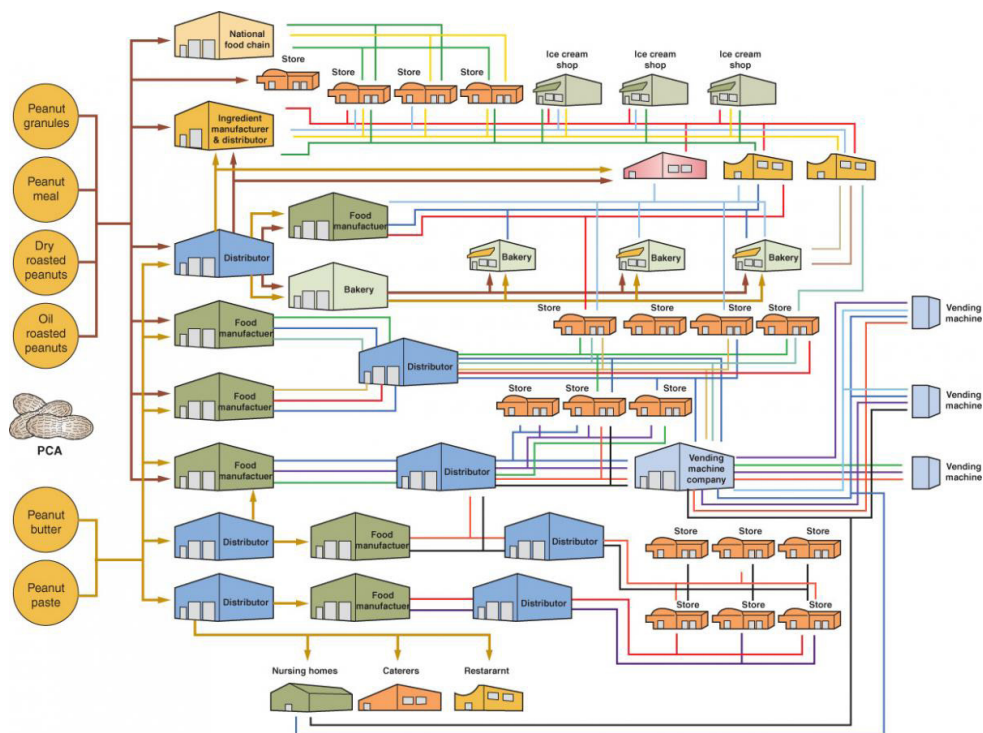 National
food chain
Store
Store
Store
Store
Ice cream
shop
Ice cream
shop
Ice cream
shop
Peanut
granules
Ingredient
manufacturer
& distributor
Peanut
meal
Food
manufactuer
Dry
roasted
peanuts
Distributor
Bakery
Bakery
Bakery
Bakery
Oil
roasted
peanuts
Food
manufactuer
Store
Store
Store
Store
Vending
machine
Distributor
Food
manufactuer
Store
Store
Store
Vending
machine
PCA
Food
manufactuer
Distributor
Vending
machine
company
Vending
machine
Peanut
butter
Distributor
Food
manufactuer
Distributor
Store
Store
Store
Peanut
paste
Distributor
Food
manufactuer
Distributor
Store
Store
Store
Nursing homes
Caterers
Restararnt